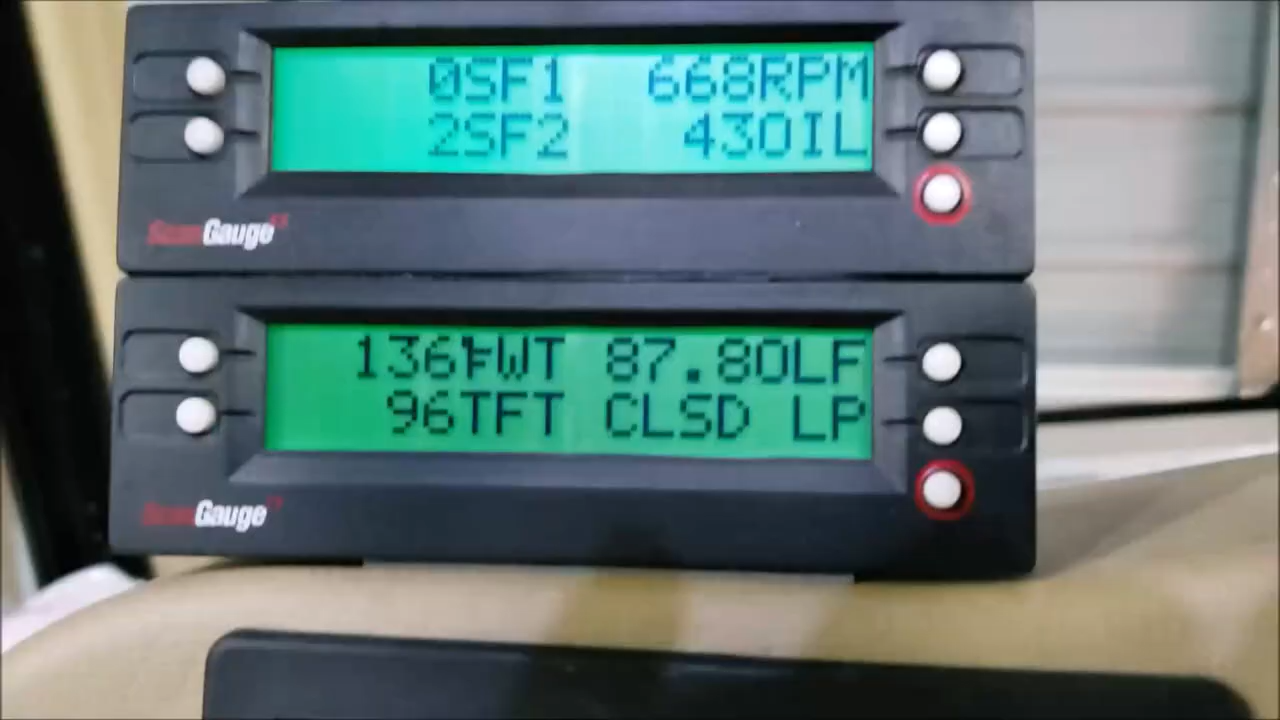 0SF1 668RPM
2SF2 43OIL
ScanGauge
136°FWT 87.8OLF
96TFT CLSD LP
ScanGauge